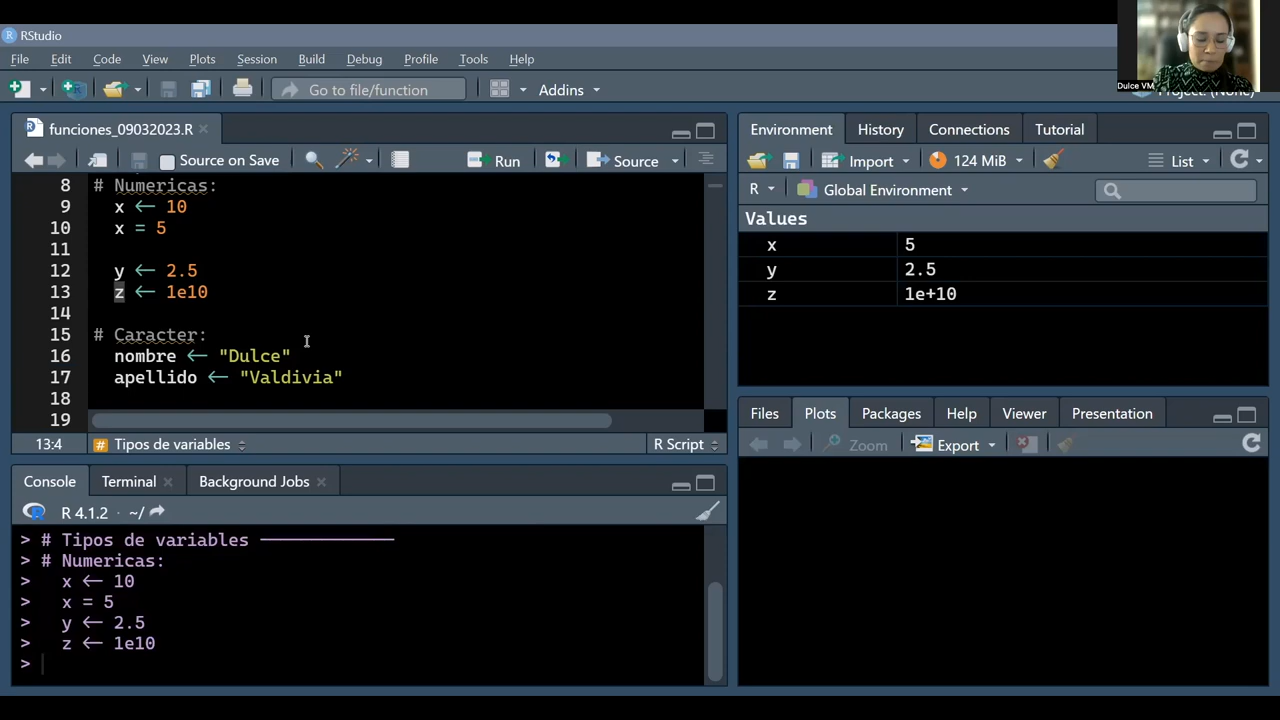 RStudio
File Edit Code View Plots Session Build Debug Profile Tools Help
Go to file/function Addins
Dulce VM
funciones_09032023.R
Source on Save Run Source
8 # Numericas:
9 x ← 10
10 x = 5
11
12 y ← 2.5
13 z ← 1e10
14
15 # Caracter:
16 nombre ← "Dulce"
17 apellido ← "Valdivia"
18
19
13:4 # Tipos de variables R Script
Console Terminal Background Jobs
R 4.1.2 · ~/
> # Tipos de variables ─────────────
> # Numericas:
> x ← 10
> x = 5
> y ← 2.5
> z ← 1e10
>
Environment History Connections Tutorial
Import 124 MiB List
R Global Environment
Values
x 5
y 2.5
z 1e+10
Files Plots Packages Help Viewer Presentation
Zoom Export